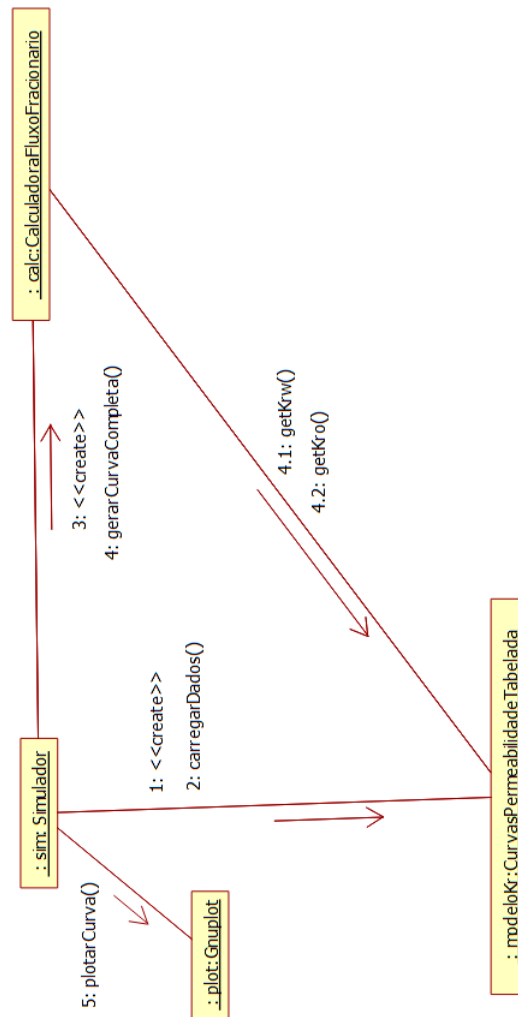 : sim: Simulador
3: <<create>>
4: gerarCurvaCompleta()
: calc:CalculadoraFluxoFracionario
5: plotarCurva()
: plot:Gnuplot
1: <<create>>
2: carregarDados()
4.1: getKrw()
4.2: getKro()
: modeloKr:CurvasPermeabilidadeTabelada